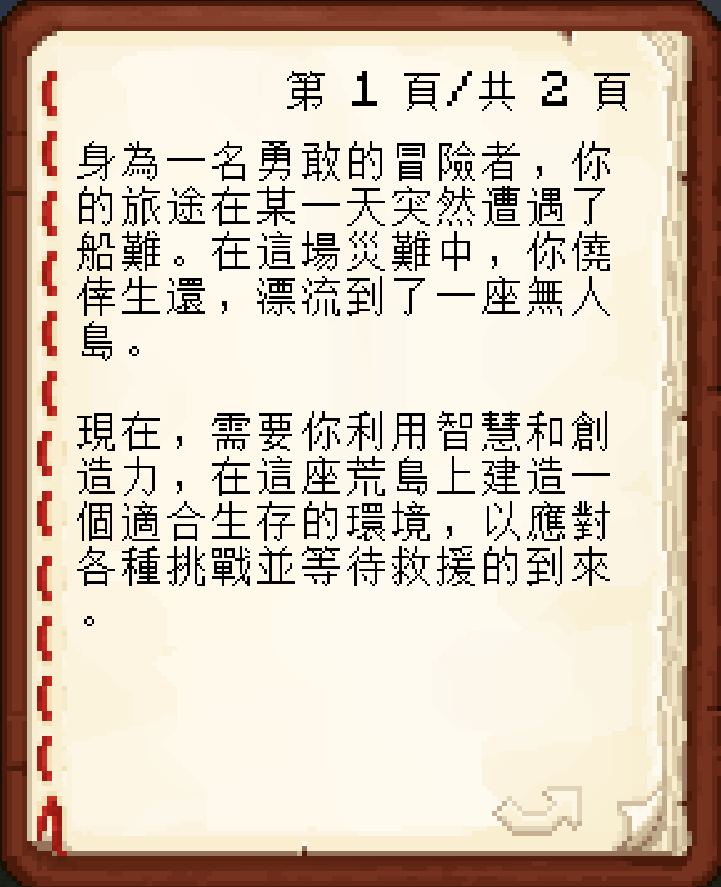 第 1 頁/共 2 頁
身為一名勇敢的冒險者，你
的旅途在某一天突然遭遇了
船難。在這場災難中，你僥
倖生還，漂流到了一座無人
島。
現在，需要你利用智慧和創
造力，在這座荒島上建造一
個適合生存的環境，以應對
各種挑戰並等待救援的到來
。